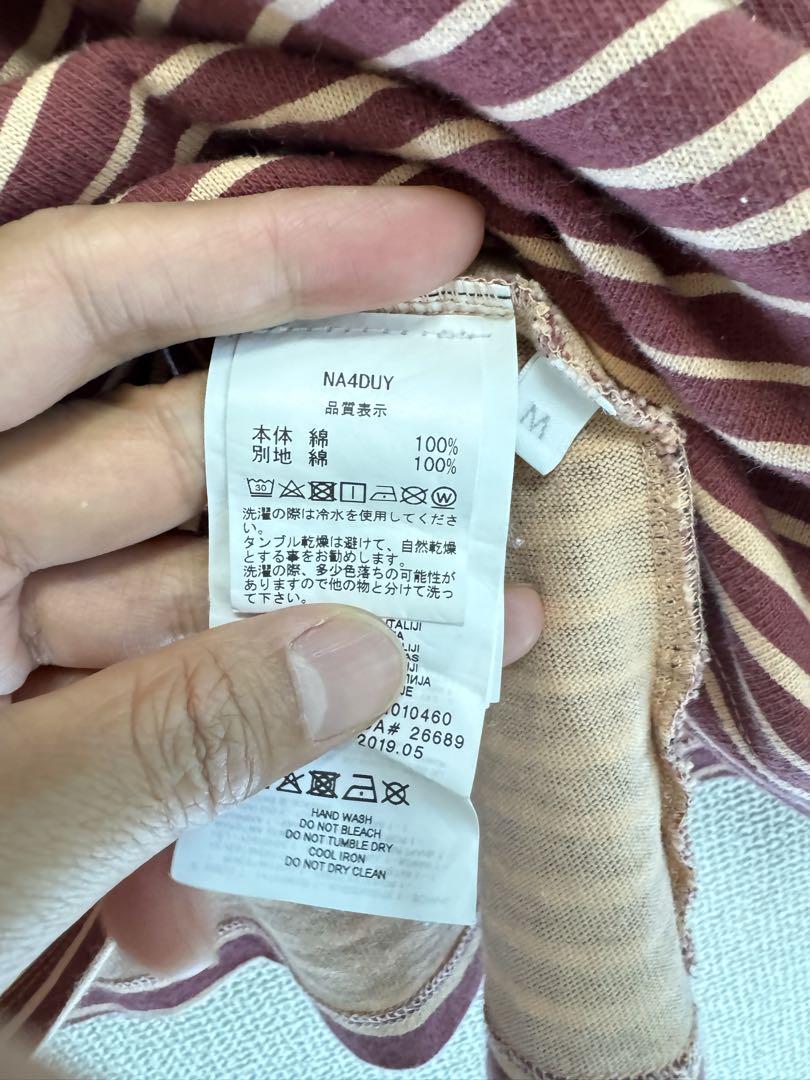 NA4DUY
品質表示
本体 綿 100%
別地 綿 100%
30
洗濯の際は冷水を使用してくださ
い。
タンブル乾燥は避けて、自然乾燥
とする事をお勧めします。
洗濯の際、多少色落ちの可能性が
ありますので他の物と分けて洗っ
て下さい。
M
ITALIJI
010460
A# 26689
2019.05
HAND WASH
DO NOT BLEACH
DO NOT TUMBLE DRY
COOL IRON
DO NOT DRY CLEAN